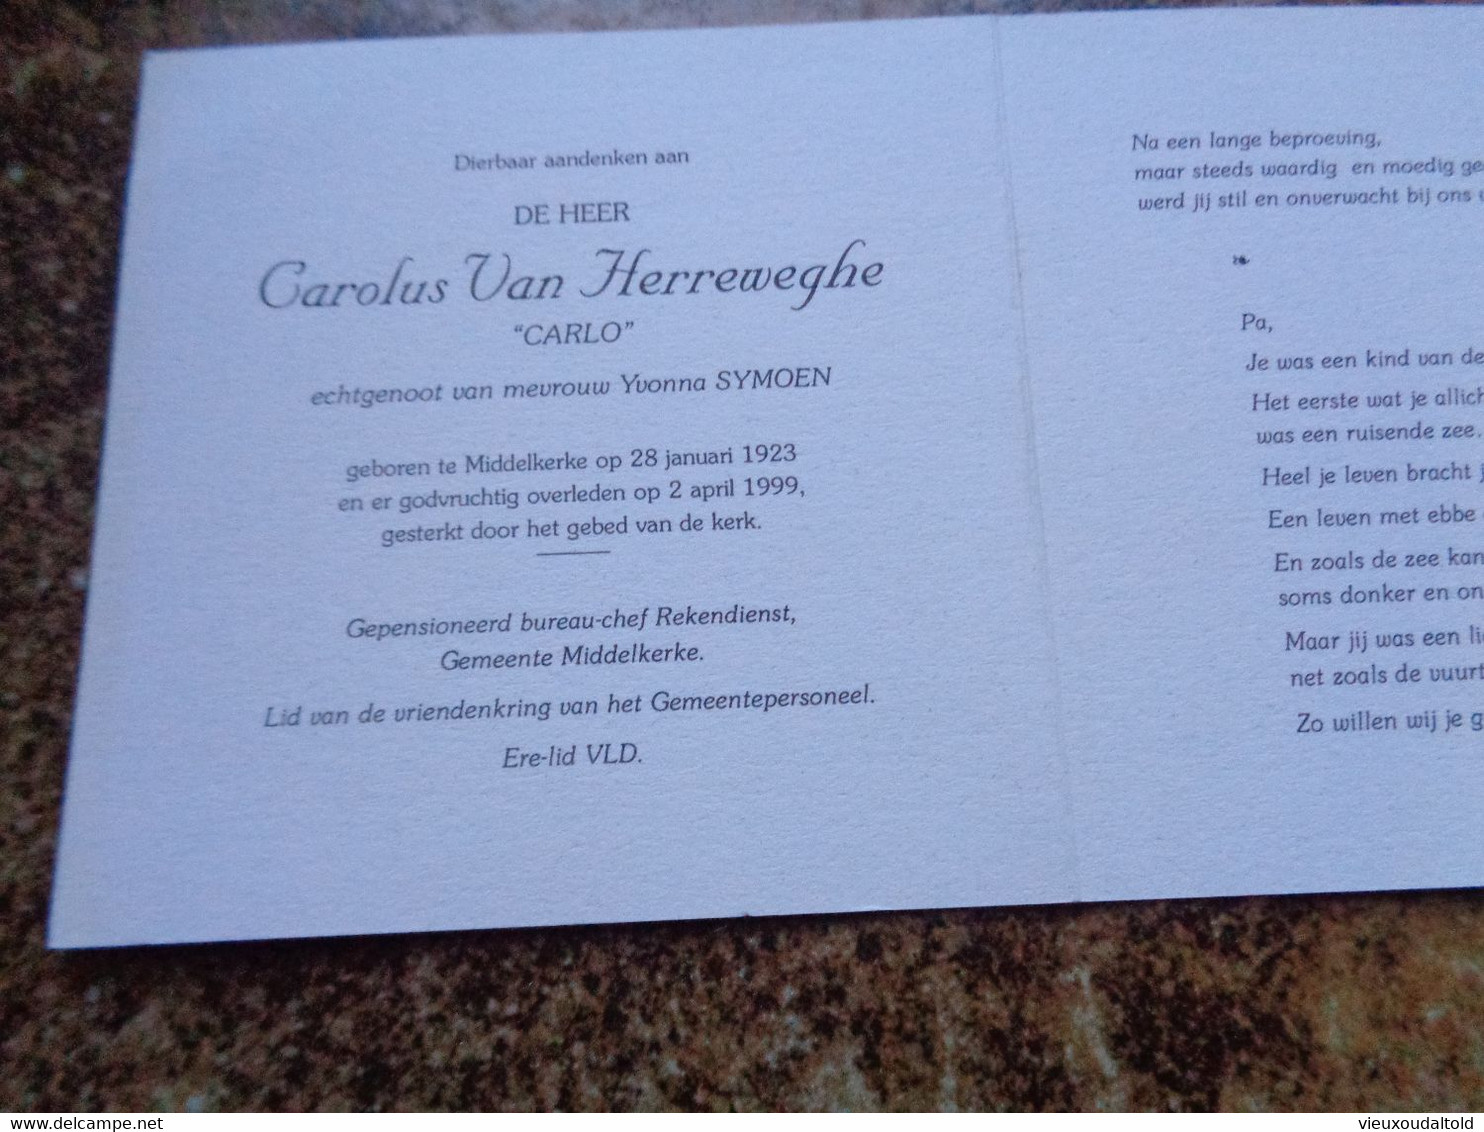 Dierbaar aandenken aan
DE HEER
Carolus Van Herreweghe
"CARLO"
echtgenoot van mevrouw Yvonna SYMOEN
geboren te Middelkerke op 28 januari 1923
en er godvruchtig overleden op 2 april 1999,
gesterkt door het gebed van de kerk.
Gepensioneerd bureau-chef Rekendienst,
Gemeente Middelkerke.
Lid van de vriendenkring van het Gemeentepersoneel.
Ere-lid VLD.
Na een lange beproeving,
maar steeds waardig en moedig
werd jij stil en onverwacht bij ons
Pa,
Je was een kind van de
Het eerste wat je
was een ruisende zee.
Heel je leven bracht
Een leven met ebbe
En zoals de zee kan
soms donker en
Maar jij was een
net zoals de
Zo willen wij je
delcampe.net
vieuxoudaltold